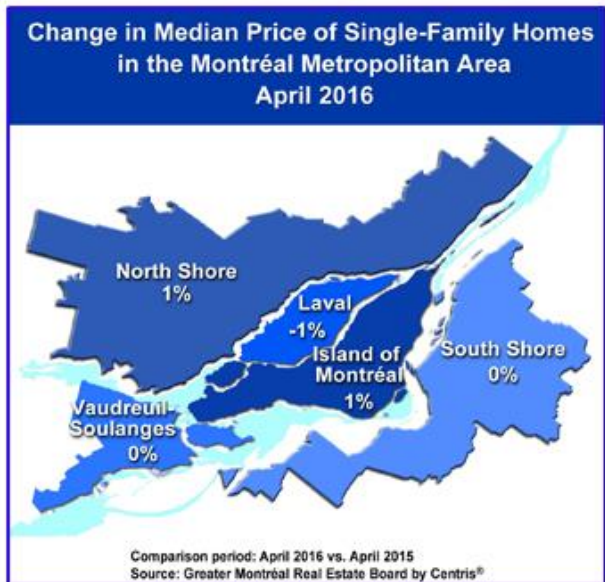 Change in Median Price of Single-Family Homes
in the Montréal Metropolitan Area
April 2016
North Shore
1%
Laval
-1%
Island of
Montréal
1%
South Shore
0%
Vaudreuil-
Soulanges
0%
Comparison period: April 2016 vs. April 2015
Source: Greater Montréal Real Estate Board by Centris®